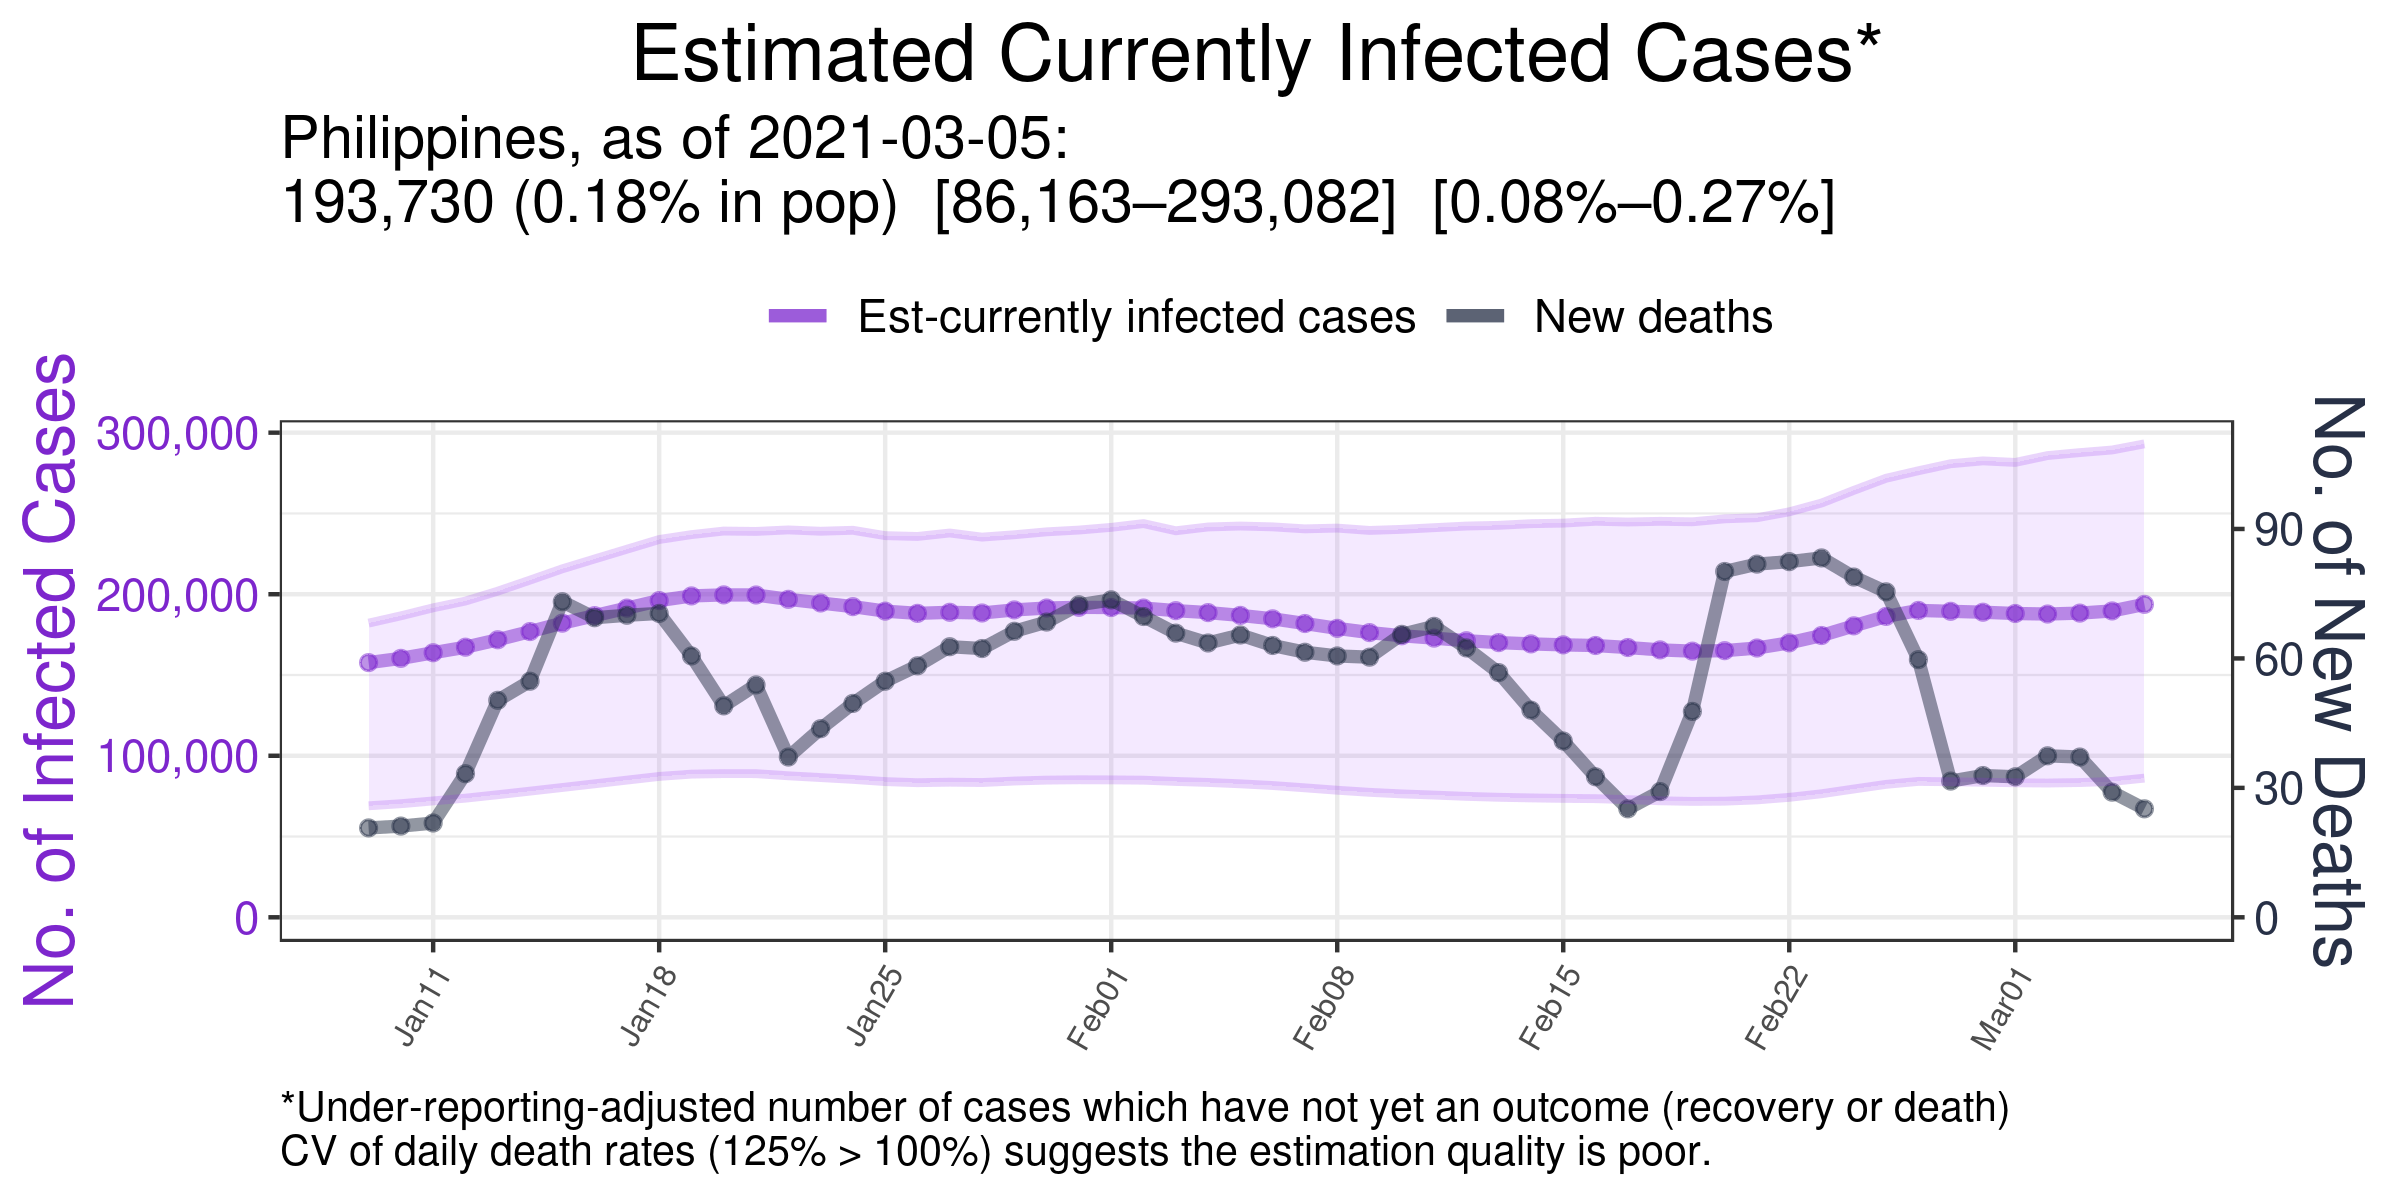 Estimated Currently Infected Cases*
Philippines, as of 2021-03-05:
193,730 (0.18% in pp)  [86,163–293,082]  [0.08%–0.27%]
Est-currently infected cases
New deaths
No. of Infected Cases
300,000
200,000
100,000
0
No. of New Deaths
90
60
30
0
Jan11
Jan18
Jan25
Feb01
Feb08
Feb15
Feb22
Mar01
*Under-reporting-adjusted number of cases which have not yet an outcome (recovery or death)
CV of daily death rates (125% > 100%) suggests the estimation quality is poor.